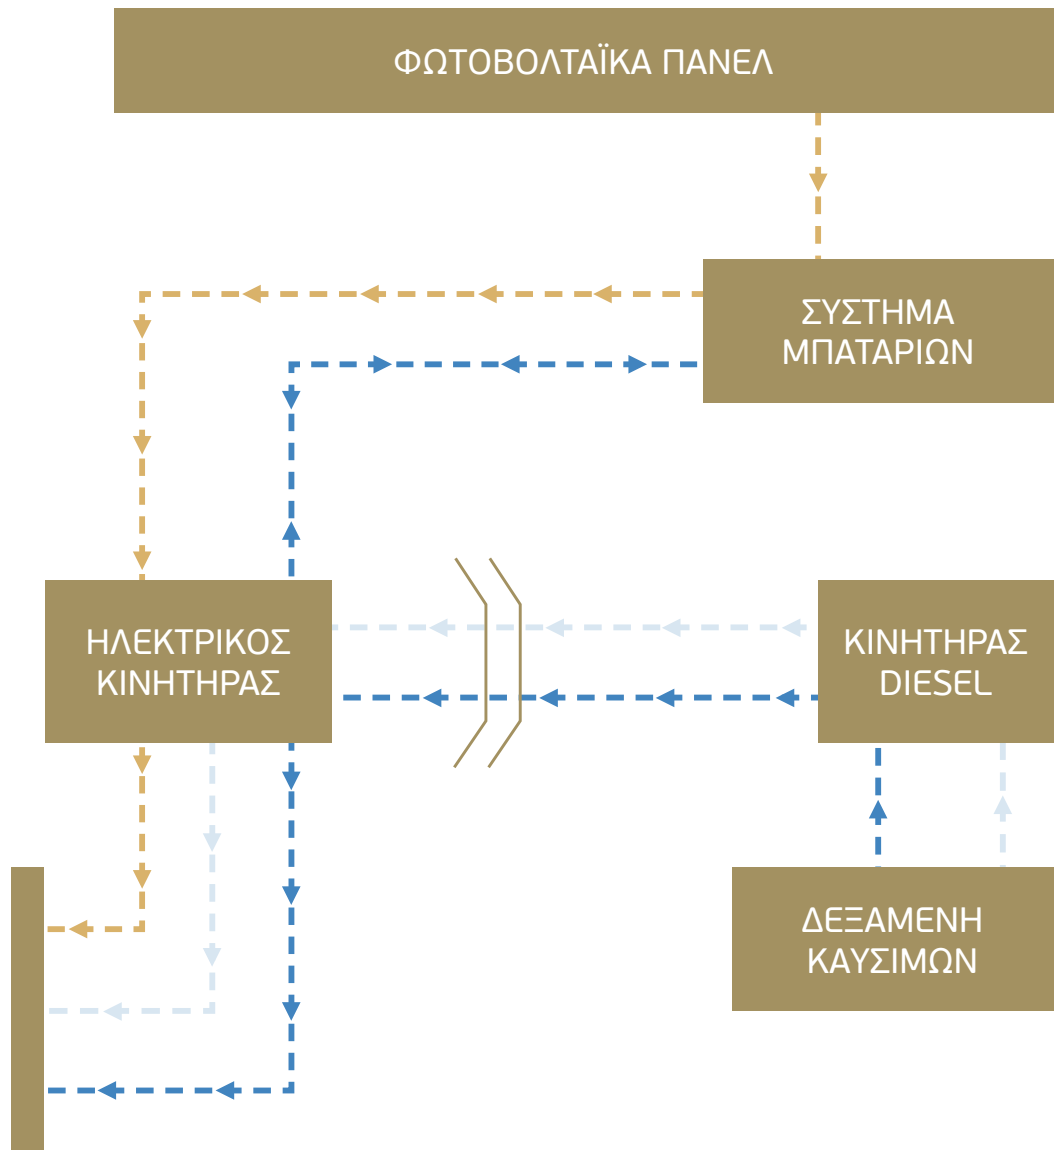 ΦΩΤΟΒΟΛΤΑΪΚΑ ΠΑΝΕΛ
ΣΥΣΤΗΜΑ
ΜΠΑΤΑΡΙΩΝ
ΗΛΕΚΤΡΙΚΟΣ
ΚΙΝΗΤΗΡΑΣ
ΚΙΝΗΤΗΡΑΣ
DIESEL
ΔΕΞΑΜΕΝΗ
ΚΑΥΣΙΜΩΝ